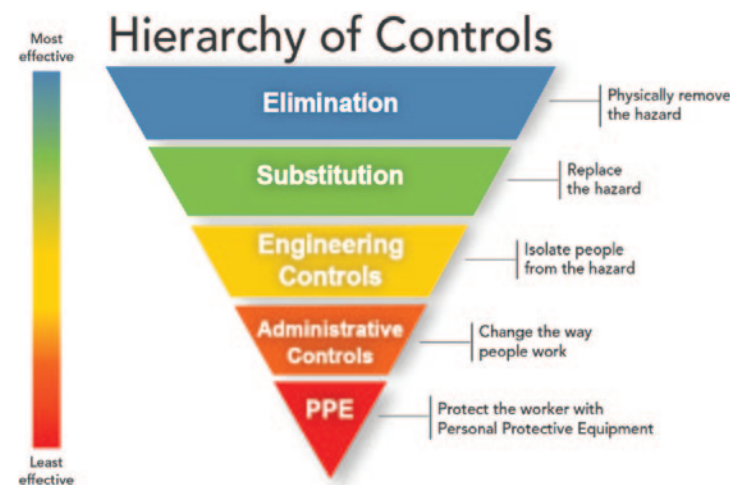 Most
effective
Hierarchy of Controls
Elimination
Physically remove
the hazard
Substitution
Replace
the hazard
Engineering
Controls
Isolate people
from the hazard
Administrative
Controls
Change the way
people work
PPE
Protect the worker with
Personal Protective Equipment
Least
effective